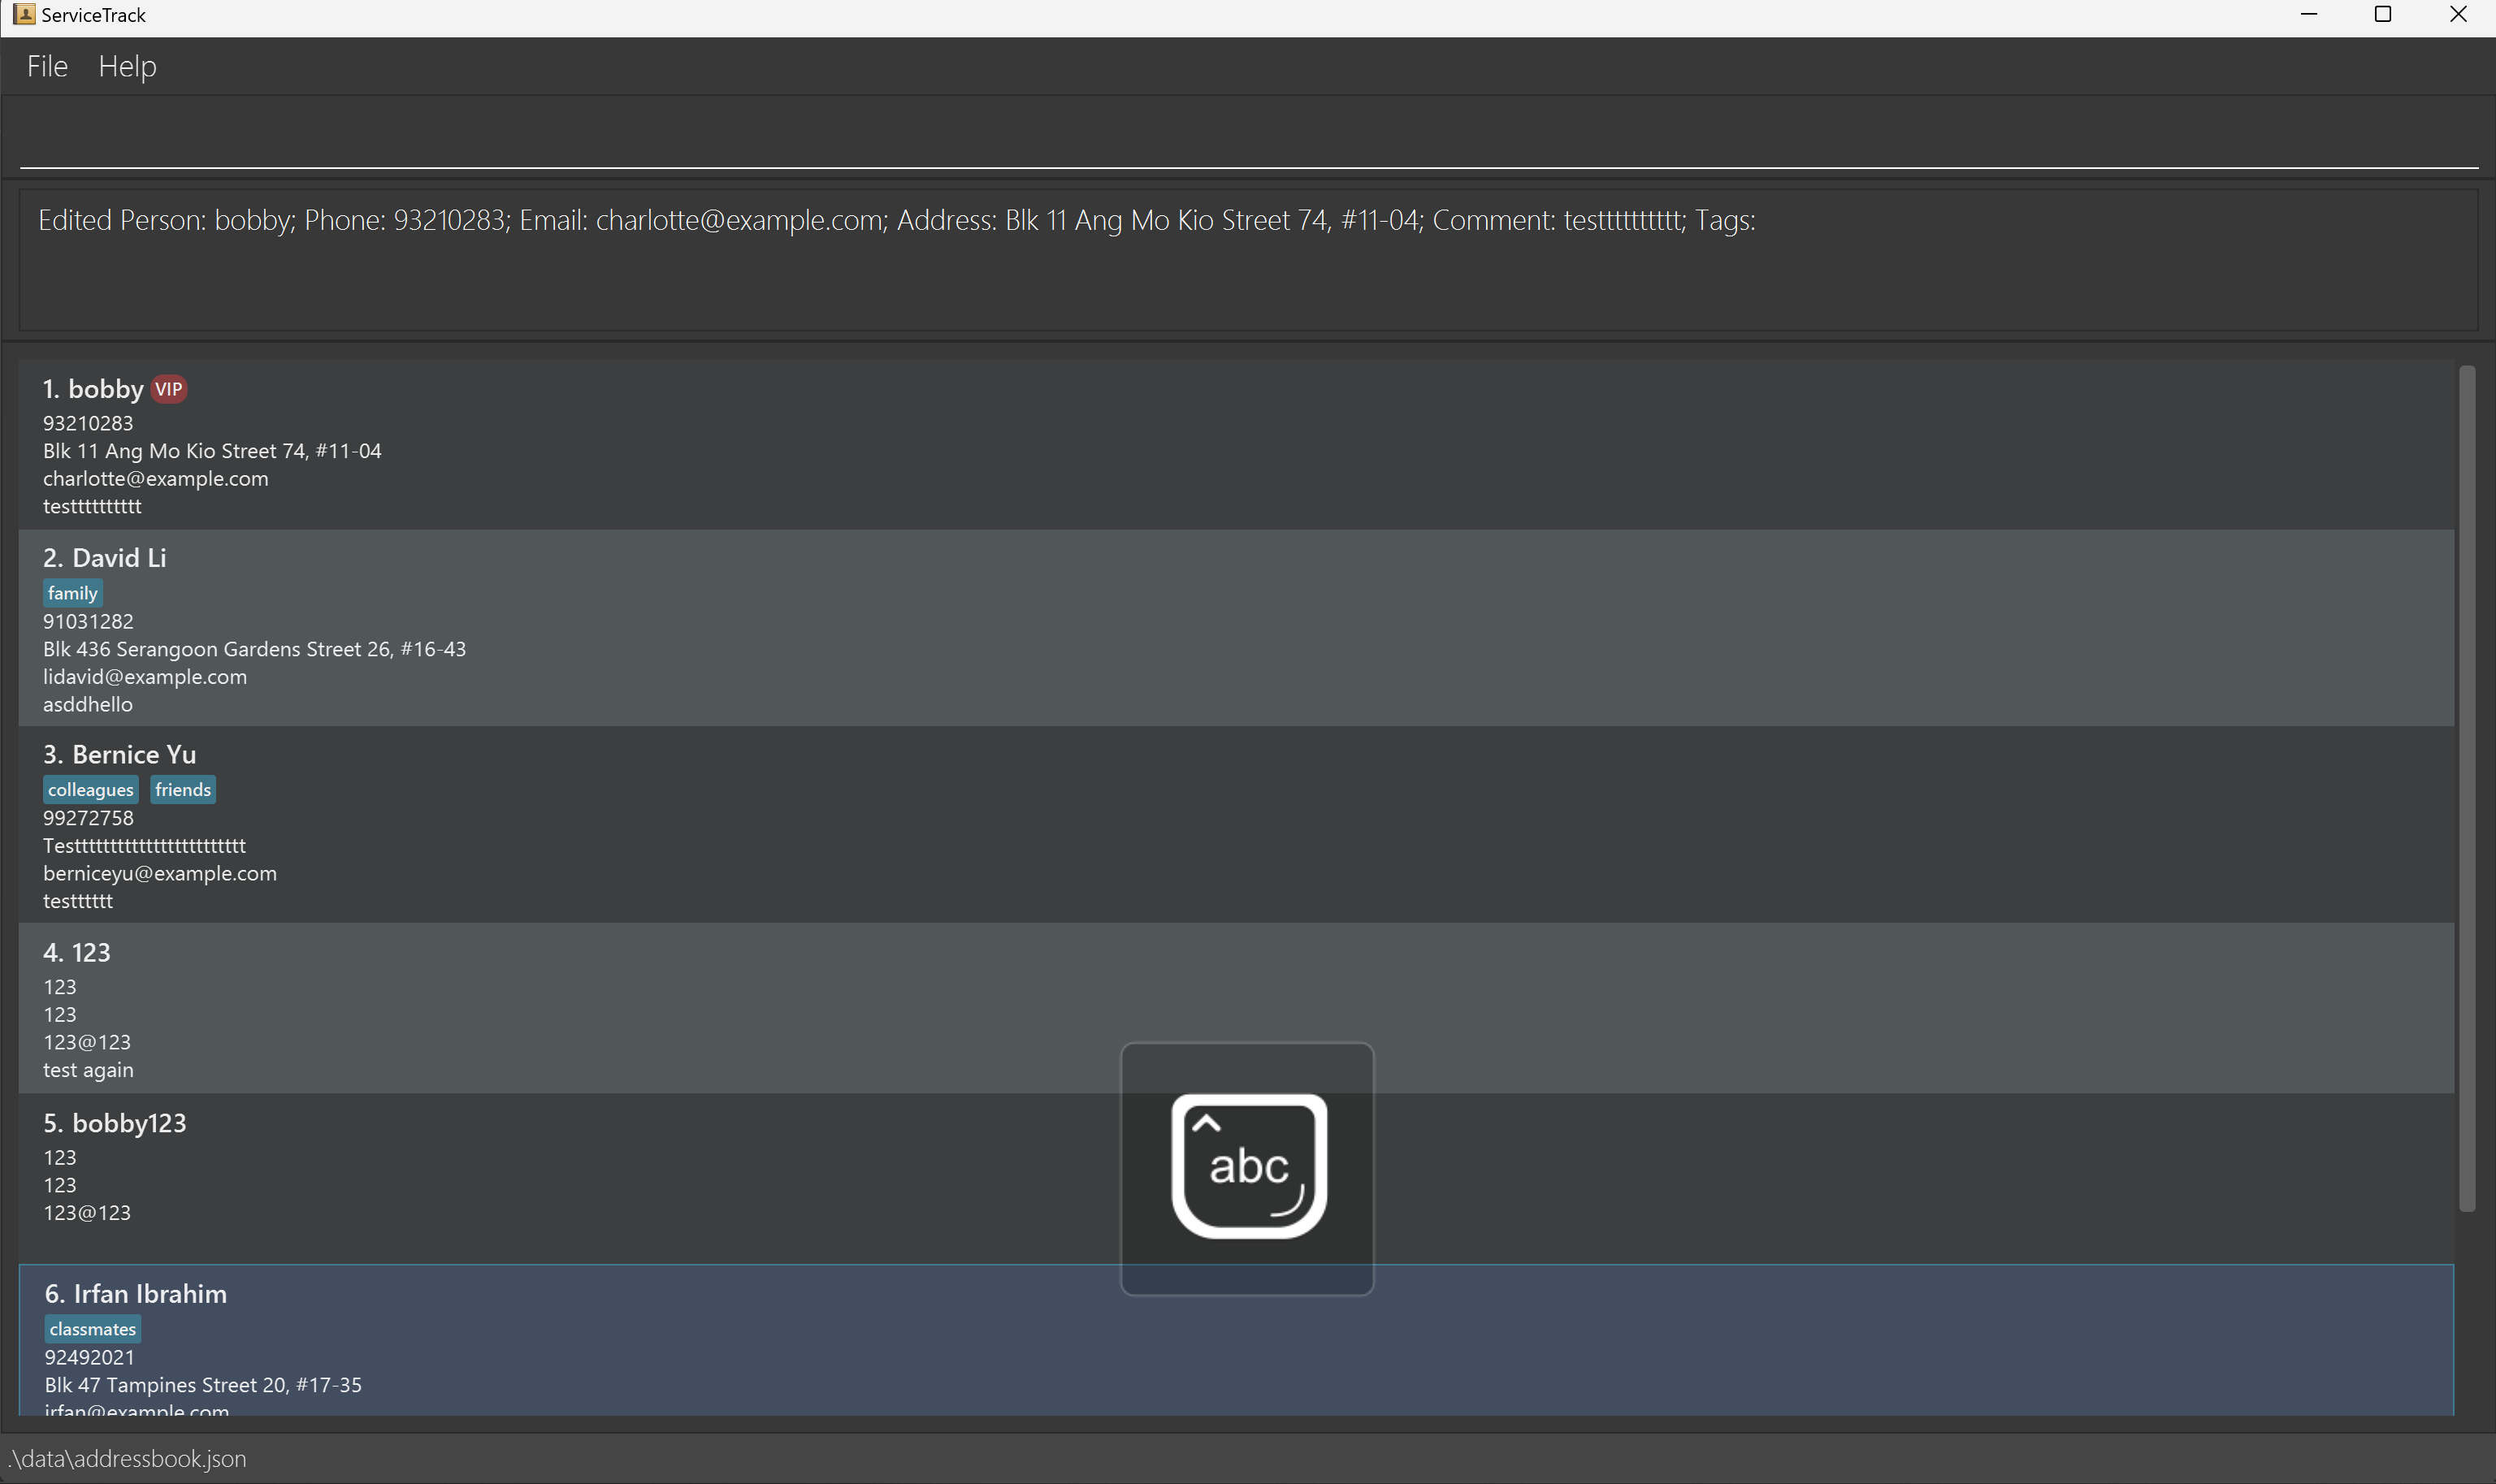 ServiceTrack
File Help
Edited Person: bobby; Phone: 93210283; Email: charlotte@example.com; Address: Blk 11 Ang Mo Kio Street 74, #11-04; Comment: testtttttttttt; Tags:
1. bobby VIP
93210283
Blk 11 Ang Mo Kio Street 74, #11-04
charlotte@example.com
testtttttttttt
2. David Li
family
91031282
Blk 436 Serangoon Gardens Street 26, #16-43
lidavid@example.com
asddhello
3. Bernice Yu
colleagues friends
99272758
Testttttttttttttttttttttttt
berniceyu@example.com
testttttt
4. 123
123
123
123@123
test again
5. bobby123
123
123
123@123
abc
6. Irfan Ibrahim
classmates
92492021
Blk 47 Tampines Street 20, #17-35
irfan@example.com
.\data\addressbook.json